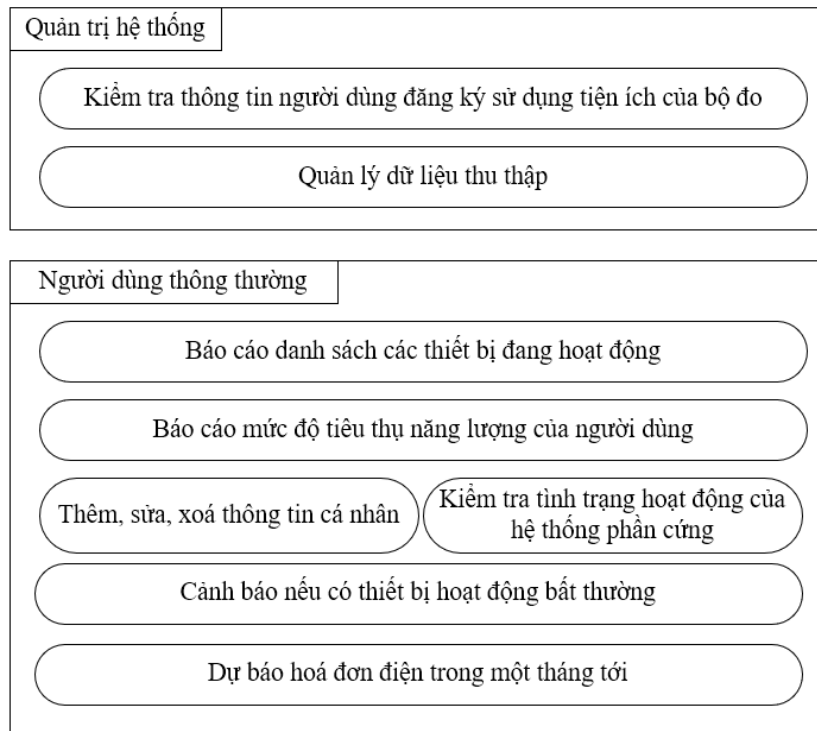 Quản trị hệ thống
Kiểm tra thông tin người dùng đăng ký sử dụng tiện ích của bộ đo
Quản lý dữ liệu thu thập
Người dùng thông thường
Báo cáo danh sách các thiết bị đang hoạt động
Báo cáo mức độ tiêu thụ năng lượng của người dùng
Thêm, sửa, xoá thông tin cá nhân
Kiểm tra tình trạng hoạt động của
hệ thống phần cứng
Cảnh báo nếu có thiết bị hoạt động bất thường
Dự báo hoá đơn điện trong một tháng tới